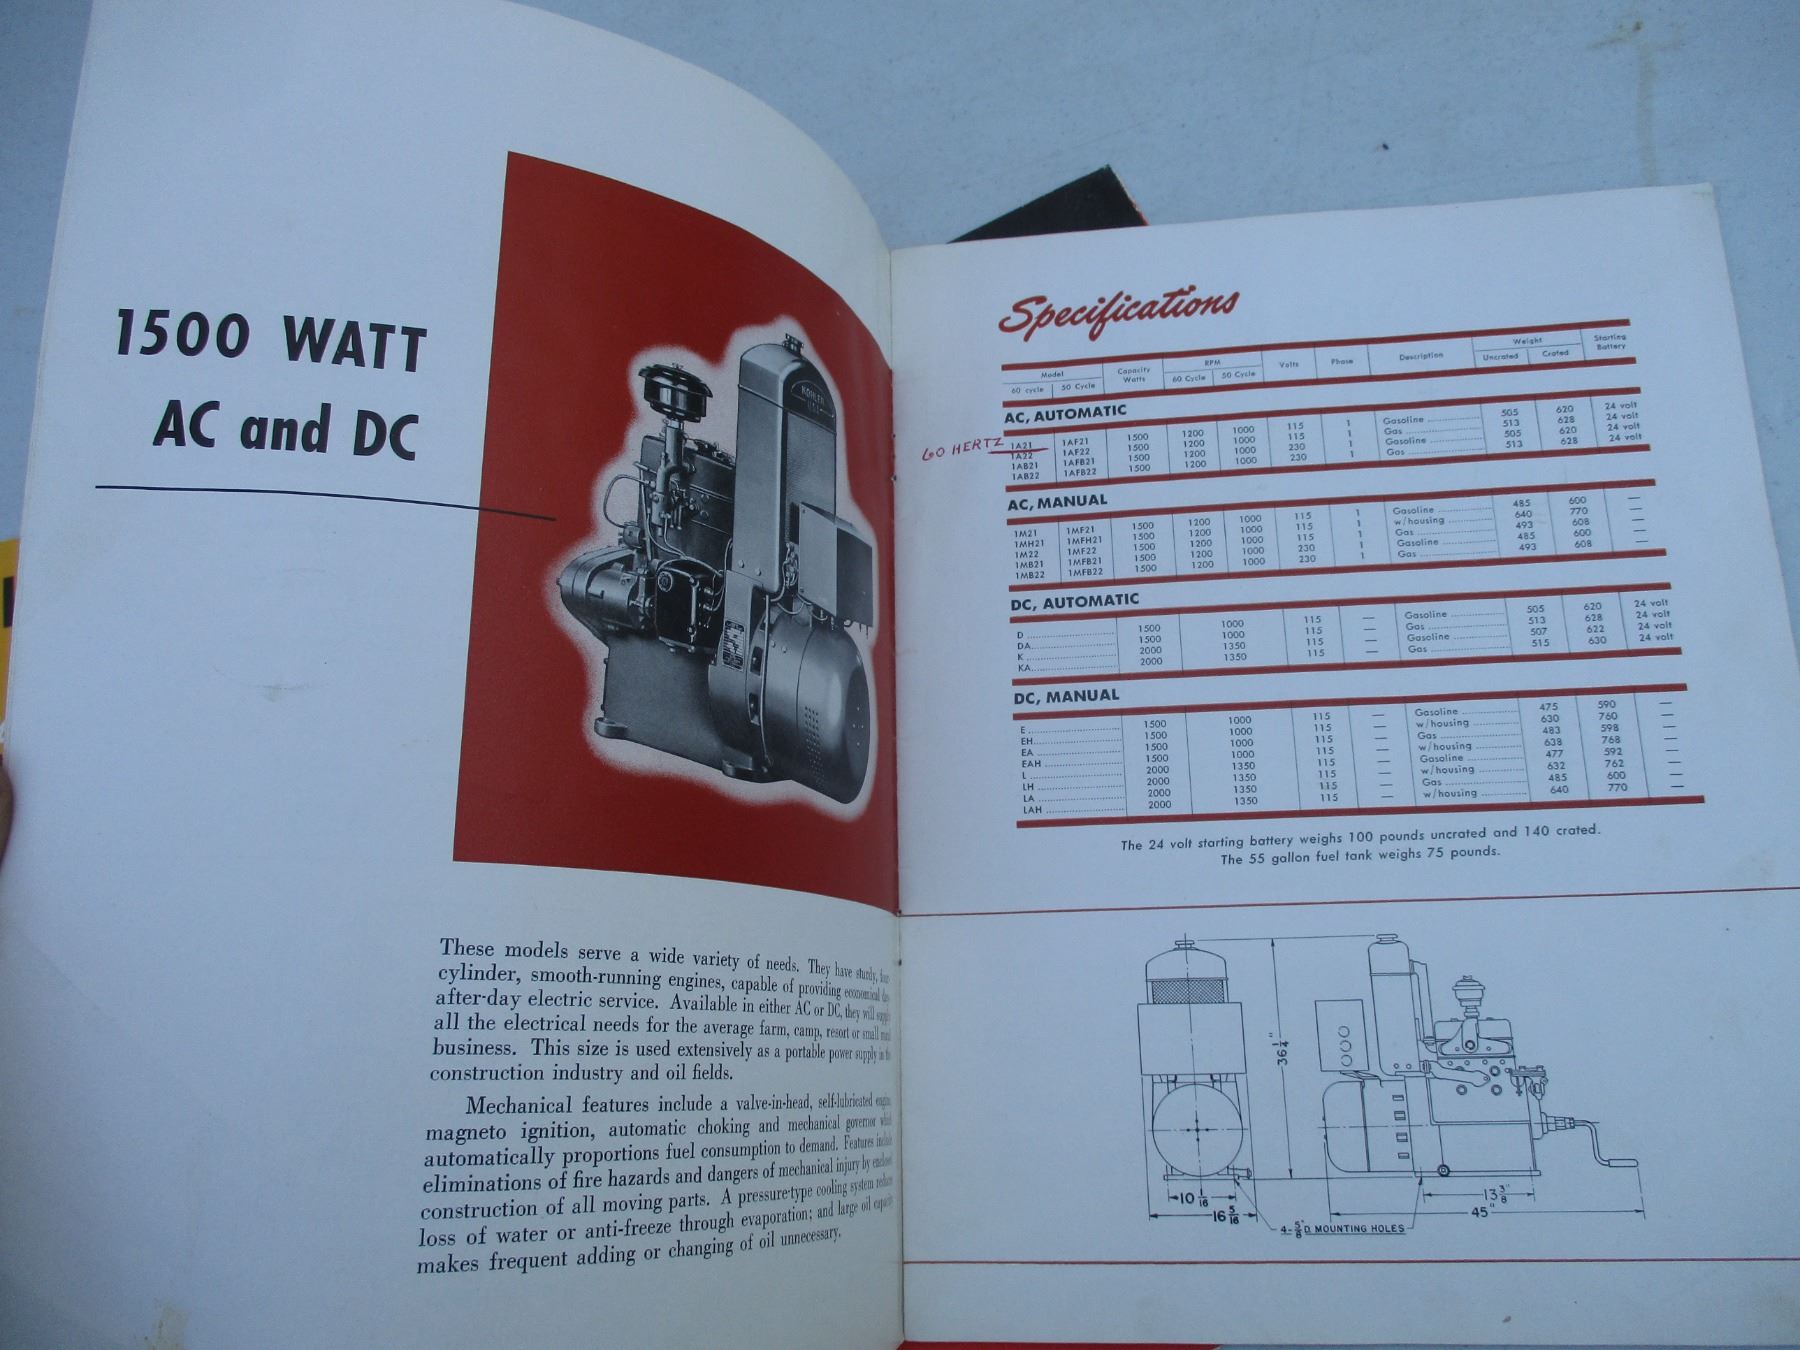 1500 WATT
AC and DC
KOHLER
U.S.A.
These models serve a wide variety of needs. They have sturdy, four
cylinder, smooth-running engines, capable of providing economical day
after-day electric service. Available in either AC or DC, they will supply
all the electrical needs for the average farm, camp, resort or small
business. This size is used extensively as a portable power supply in the
construction industry and oil fields.
Mechanical features include a valve-in-head, self-lubricated engine
magneto ignition, automatic choking and mechanical governor which
automatically proportions fuel consumption to demand. Features include
eliminations of fire hazards and dangers of mechanical injury by enclosed
construction of all moving parts. A pressure-type cooling system reduces
loss of water or anti-freeze through evaporation; and large oil capacity
makes frequent adding or changing of oil unnecessary.
Specifications
Model Capacity Watts RPM Volts Phase Description Weight Starting Battery
60 cycle 50 Cycle 60 Cycle 50 Cycle Uncrated Crated
AC, AUTOMATIC
60 HERTZ
1A21 1AF21 1500 1200 1000 115 1 Gasoline 505 620 24 volt
1A22 1AF22 1500 1200 1000 115 1 Gas 513 628 24 volt
1AB21 1AFB21 1500 1200 1000 230 1 Gasoline 505 620 24 volt
1AB22 1AFB22 1500 1200 1000 230 1 Gas 513 628 24 volt
AC, MANUAL
1M21 1MF21 1500 1200 1000 115 1 Gasoline 485 600 —
1MH21 1MFH21 1500 1200 1000 115 1 w/housing 640 770 —
1M22 1MF22 1500 1200 1000 115 1 Gas 493 608 —
1MB21 1MFB21 1500 1200 1000 230 1 Gasoline 485 600 —
1MB22 1MFB22 1500 1200 1000 230 1 Gas 493 608 —
DC, AUTOMATIC
D 1500 1000 115 — Gasoline 505 620 24 volt
DA 1500 1000 115 — Gas 513 628 24 volt
K 2000 1350 115 — Gasoline 507 622 24 volt
KA 2000 1350 115 — Gas 515 630 24 volt
DC, MANUAL
E 1500 1000 115 — Gasoline 475 590 —
EH 1500 1000 115 — w/housing 630 760 —
EA 1500 1000 115 — Gas 483 598 —
EAH 1500 1000 115 — w/housing 638 768 —
L 2000 1350 115 — Gasoline 477 592 —
LH 2000 1350 115 — w/housing 632 762 —
LA 2000 1350 115 — Gas 485 600 —
LAH 2000 1350 115 — w/housing 640 770 —
The 24 volt starting battery weighs 100 pounds uncrated and 140 crated.
The 55 gallon fuel tank weighs 75 pounds.
36 1/4"
10 1/16
16 5/16
4-5/8" D MOUNTING HOLES
13 3/8"
45"